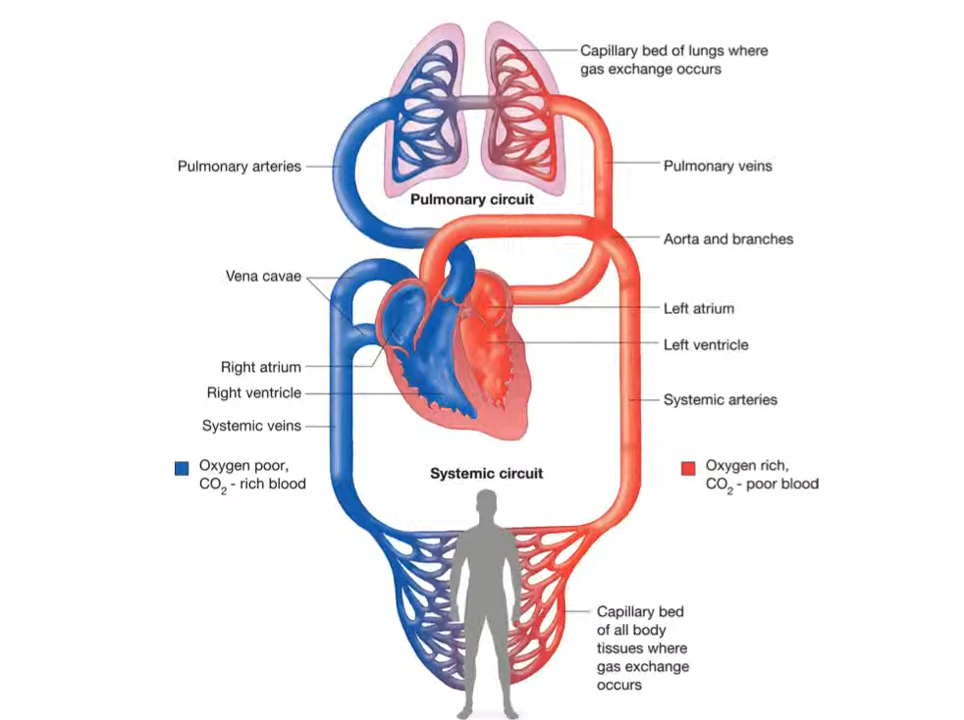 Capillary bed of lungs where
gas exchange occurs
Pulmonary arteries
Pulmonary veins
Pulmonary circuit
Aorta and branches
Vena cavae
Left atrium
Left ventricle
Right atrium
Right ventricle
Systemic arteries
Systemic veins
Oxygen poor,
CO2 - rich blood
Systemic circuit
Oxygen rich,
CO2 - poor blood
Capillary bed
of all body
tissues where
gas exchange
occurs